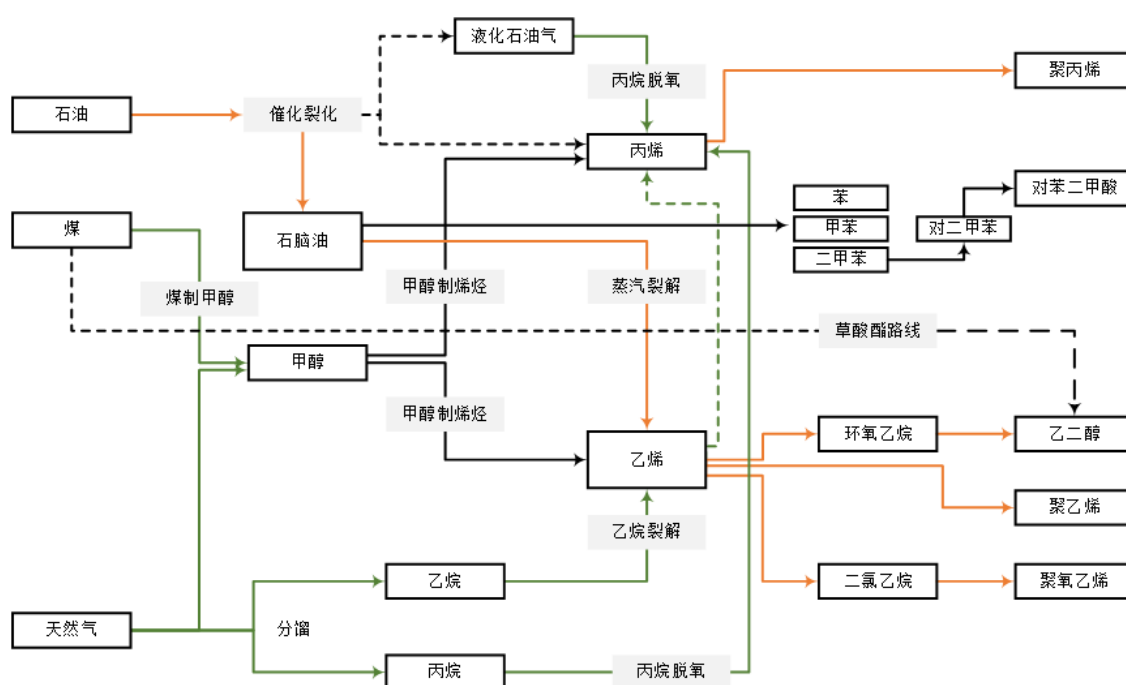 液化石油气
聚丙烯
丙烷脱氧
石油
催化裂化
丙烯
苯
对苯二甲酸
煤
石脑油
甲苯
对二甲苯
二甲苯
煤制甲醇
甲醇制烯烃
蒸汽裂解
草酸酯路线
甲醇
甲醇制烯烃
环氧乙烷
乙二醇
乙烯
聚乙烯
乙烷裂解
乙烷
二氯乙烷
聚氧乙烯
天然气
分馏
丙烷
丙烷脱氧